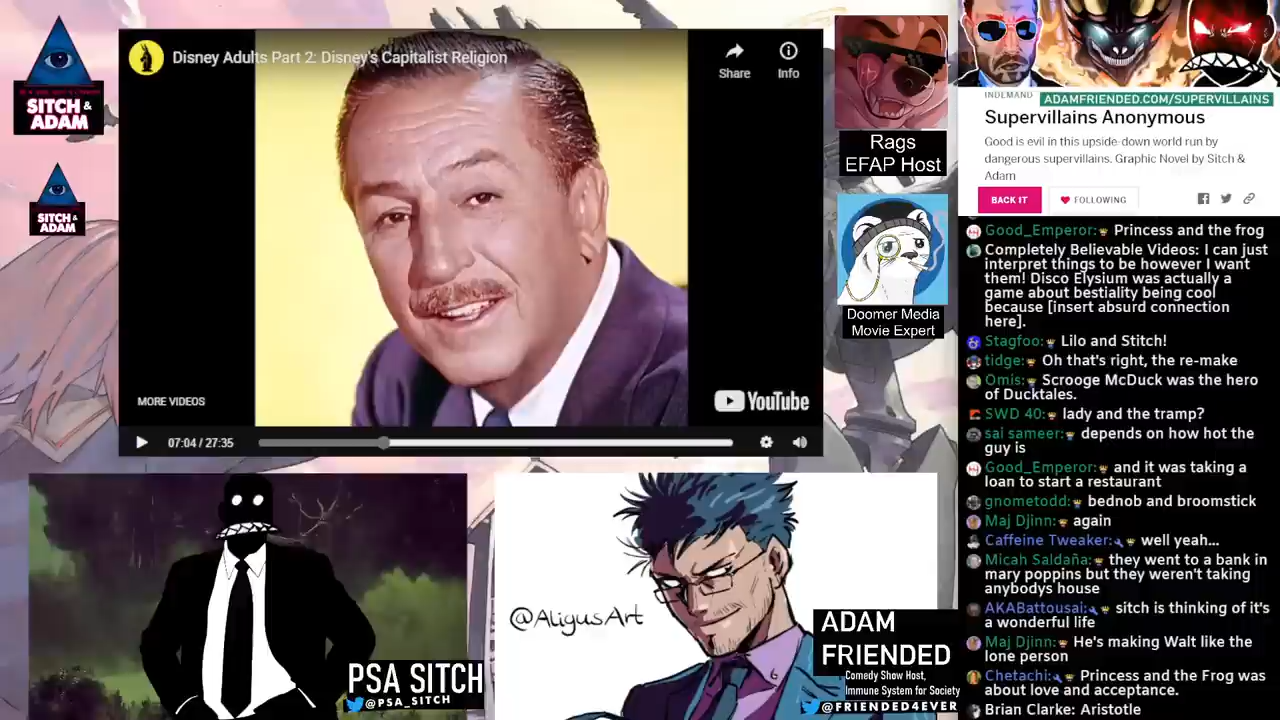 SITCH &
ADAM
SITCH &
ADAM
Disney Adults Part 2: Disney's Capitalist Religion
Share
Info
MORE VIDEOS
YouTube
07:04 / 27:35
Rags
EFAP Host
Doomer Media
Movie Expert
INDEMAND
ADAMFRIENDED.COM/SUPERVILLAINS
Supervillains Anonymous
Good is evil in this upside-down world run by
dangerous supervillains. Graphic Novel by Sitch &
Adam
BACK IT
FOLLOWING
Good_Emperor: Princess and the frog
Completely Believable Videos: I can just
interpret things to be however I want
them! Disco Elysium was actually a
game about bestiality being cool
because [insert absurd connection
here].
Stagfoo: Lilo and Stitch!
tidge: Oh that's right, the re-make
Omis: Scrooge McDuck was the hero
of Ducktales.
SWD 40: lady and the tramp?
sai sameer: depends on how hot the
guy is
Good_Emperor: and it was taking a
loan to start a restaurant
gnometodd: bednob and broomstick
Maj Djinn: again
Caffeine Tweaker: well yeah...
Micah Saldaña: they went to a bank in
mary poppins but they weren't taking
anybodys house
AKABattousai: sitch is thinking of it's
a wonderful life
Maj Djinn: He's making Walt like the
lone person
Chetachi: Princess and the Frog was
about love and acceptance.
Brian Clarke: Aristotle
PSA SITCH
@PSA_SITCH
@AligusArt
ADAM
FRIENDED
Comedy Show Host,
Immune System for Society
@FRIENDED4EVER